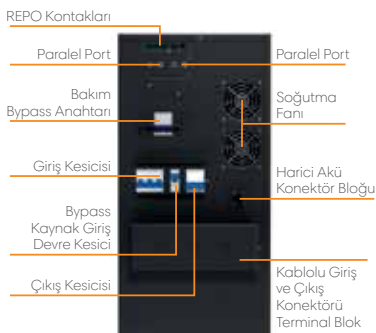 REPO Kontakları
Paralel Port
Paralel Port
Bakım
Bypass Anahtarı
Soğutma
Fanı
Giriş Kesicisi
Harici Akü
Konektör Bloğu
Bypass
Kaynak Giriş
Devre Kesici
Çıkış Kesicisi
Kablolu Giriş
ve Çıkış
Konektörü
Terminal Blok